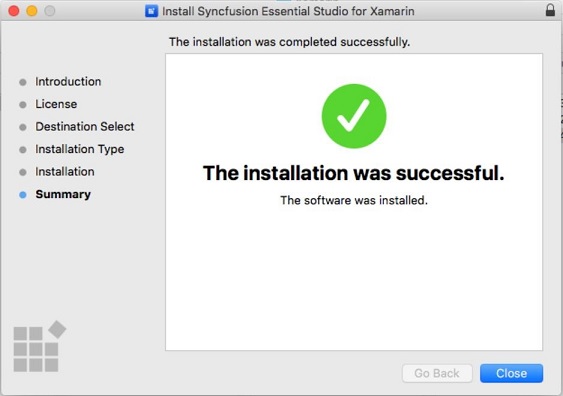 Install Syncfusion Essential Studio for Xamarin
The installation was completed successfully.
Introduction
License
Destination Select
Installation Type
Installation
Summary
The installation was successful.
The software was installed.
Go Back
Close